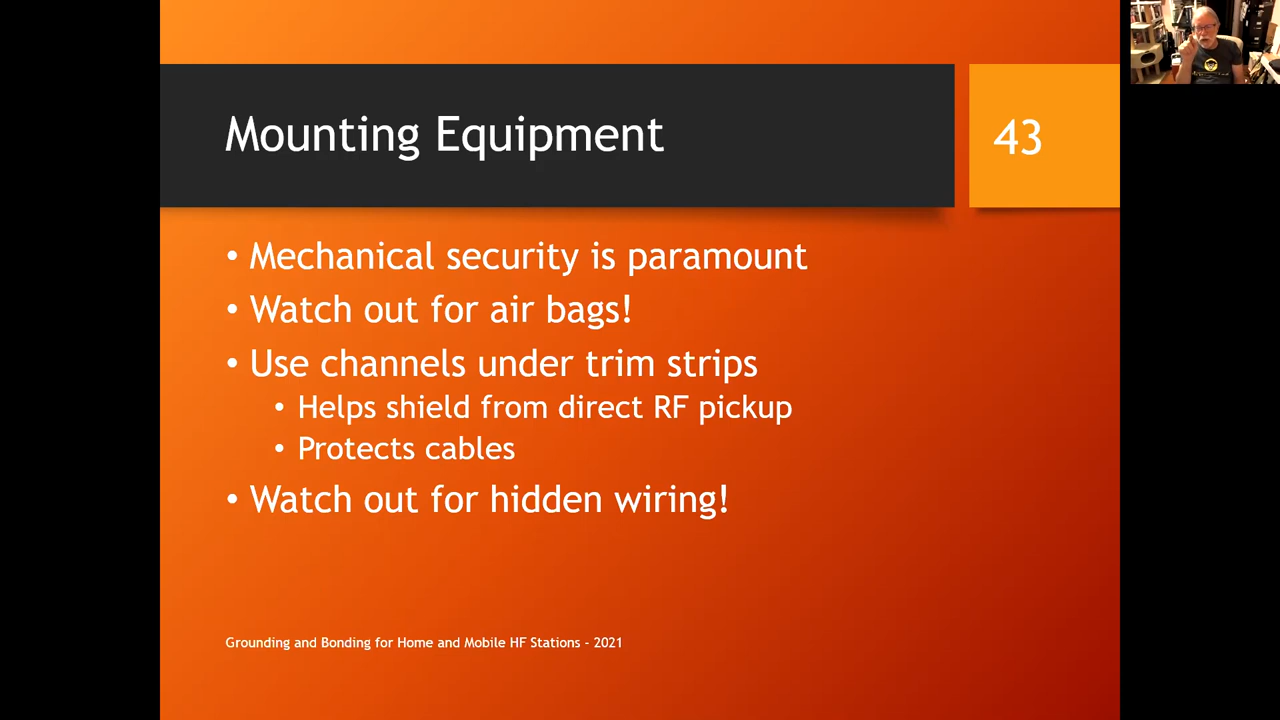 Mounting Equipment
43
• Mechanical security is paramount
• Watch out for air bags!
• Use channels under trim strips
• Helps shield from direct RF pickup
• Protects cables
• Watch out for hidden wiring!
Grounding and Bonding for Home and Mobile HF Stations - 2021